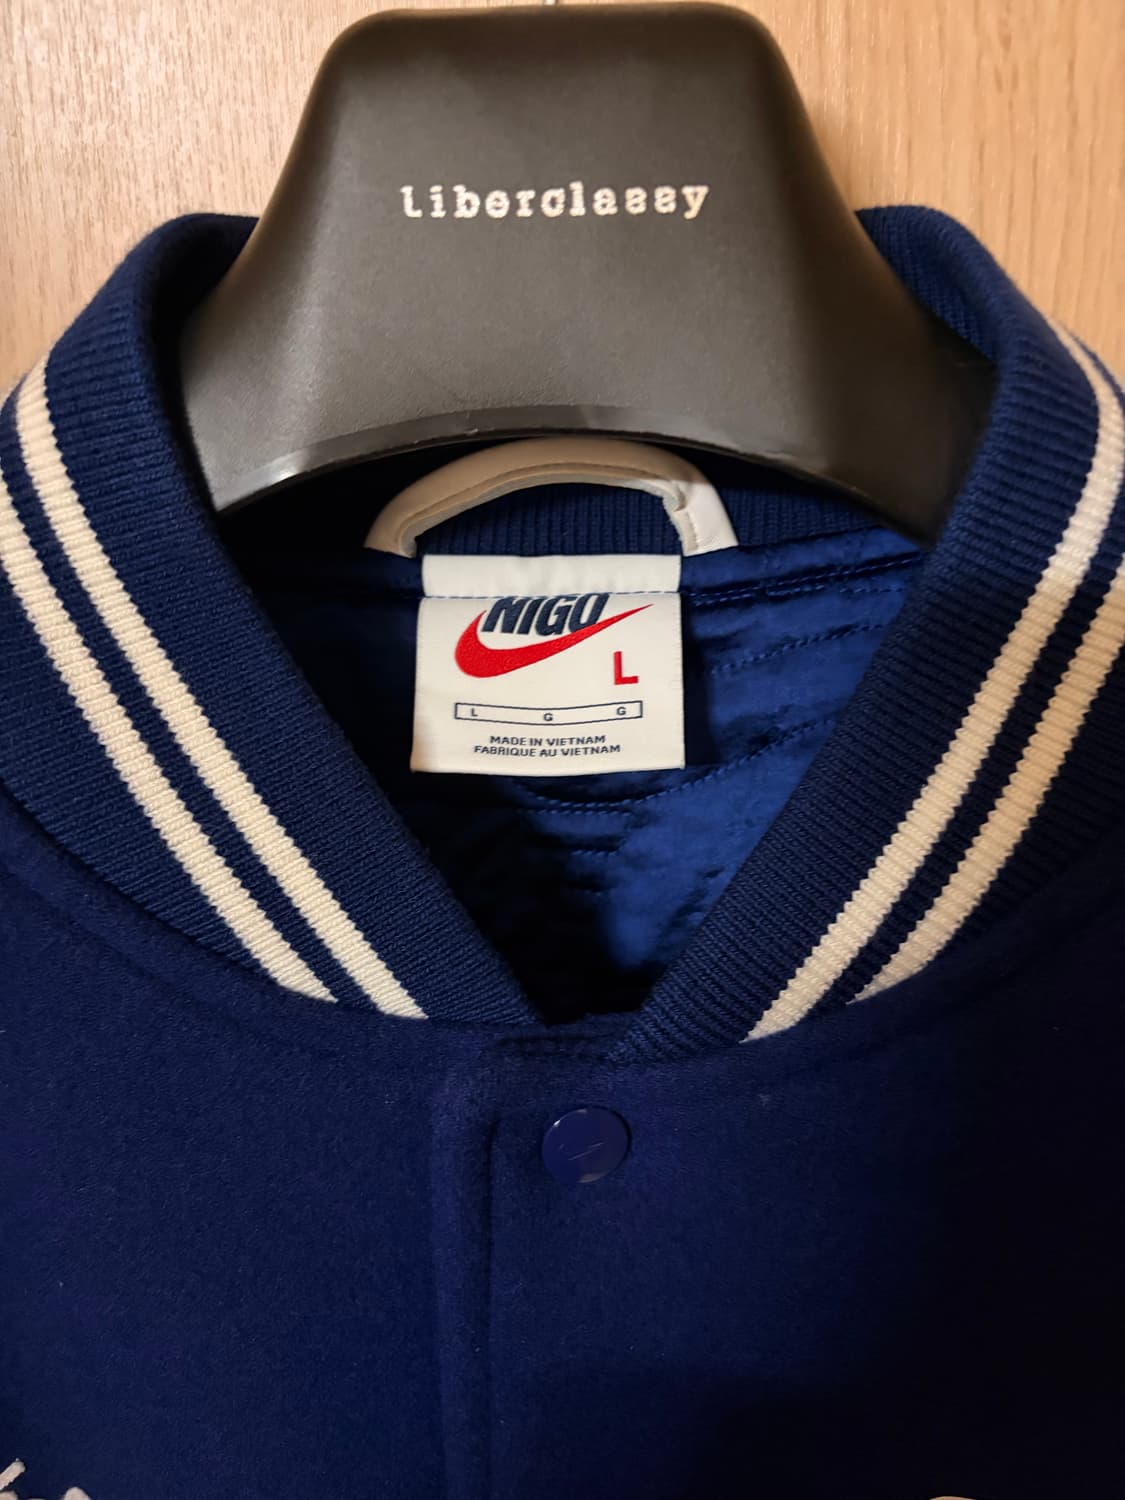 Liberclassy
NIGO
L
L G G
MADE IN VIETNAM
FABRIQUE AU VIETNAM